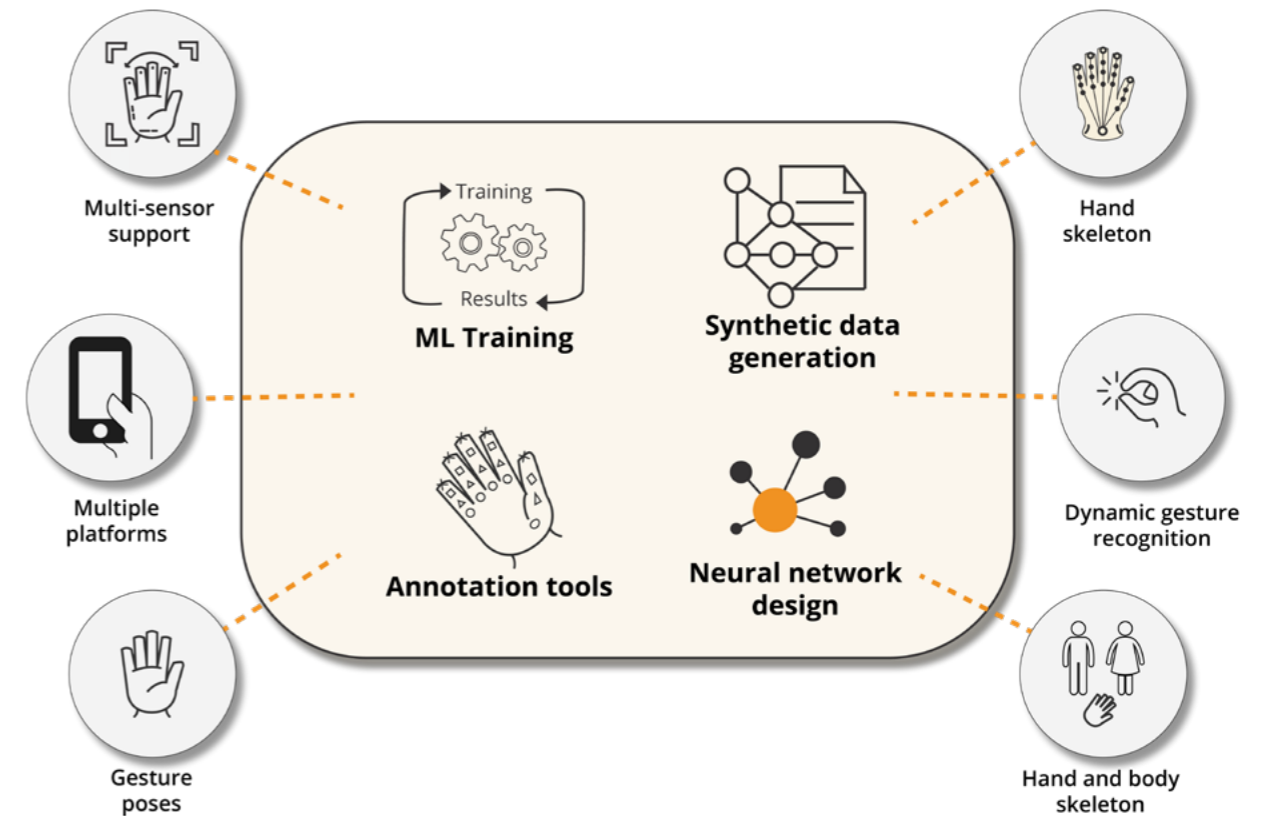 Multi-sensor
support
Multiple
platforms
Gesture
poses
Training
Results
ML Training
Synthetic data
generation
Annotation tools
Neural network
design
Hand
skeleton
Dynamic gesture
recognition
Hand and body
skeleton